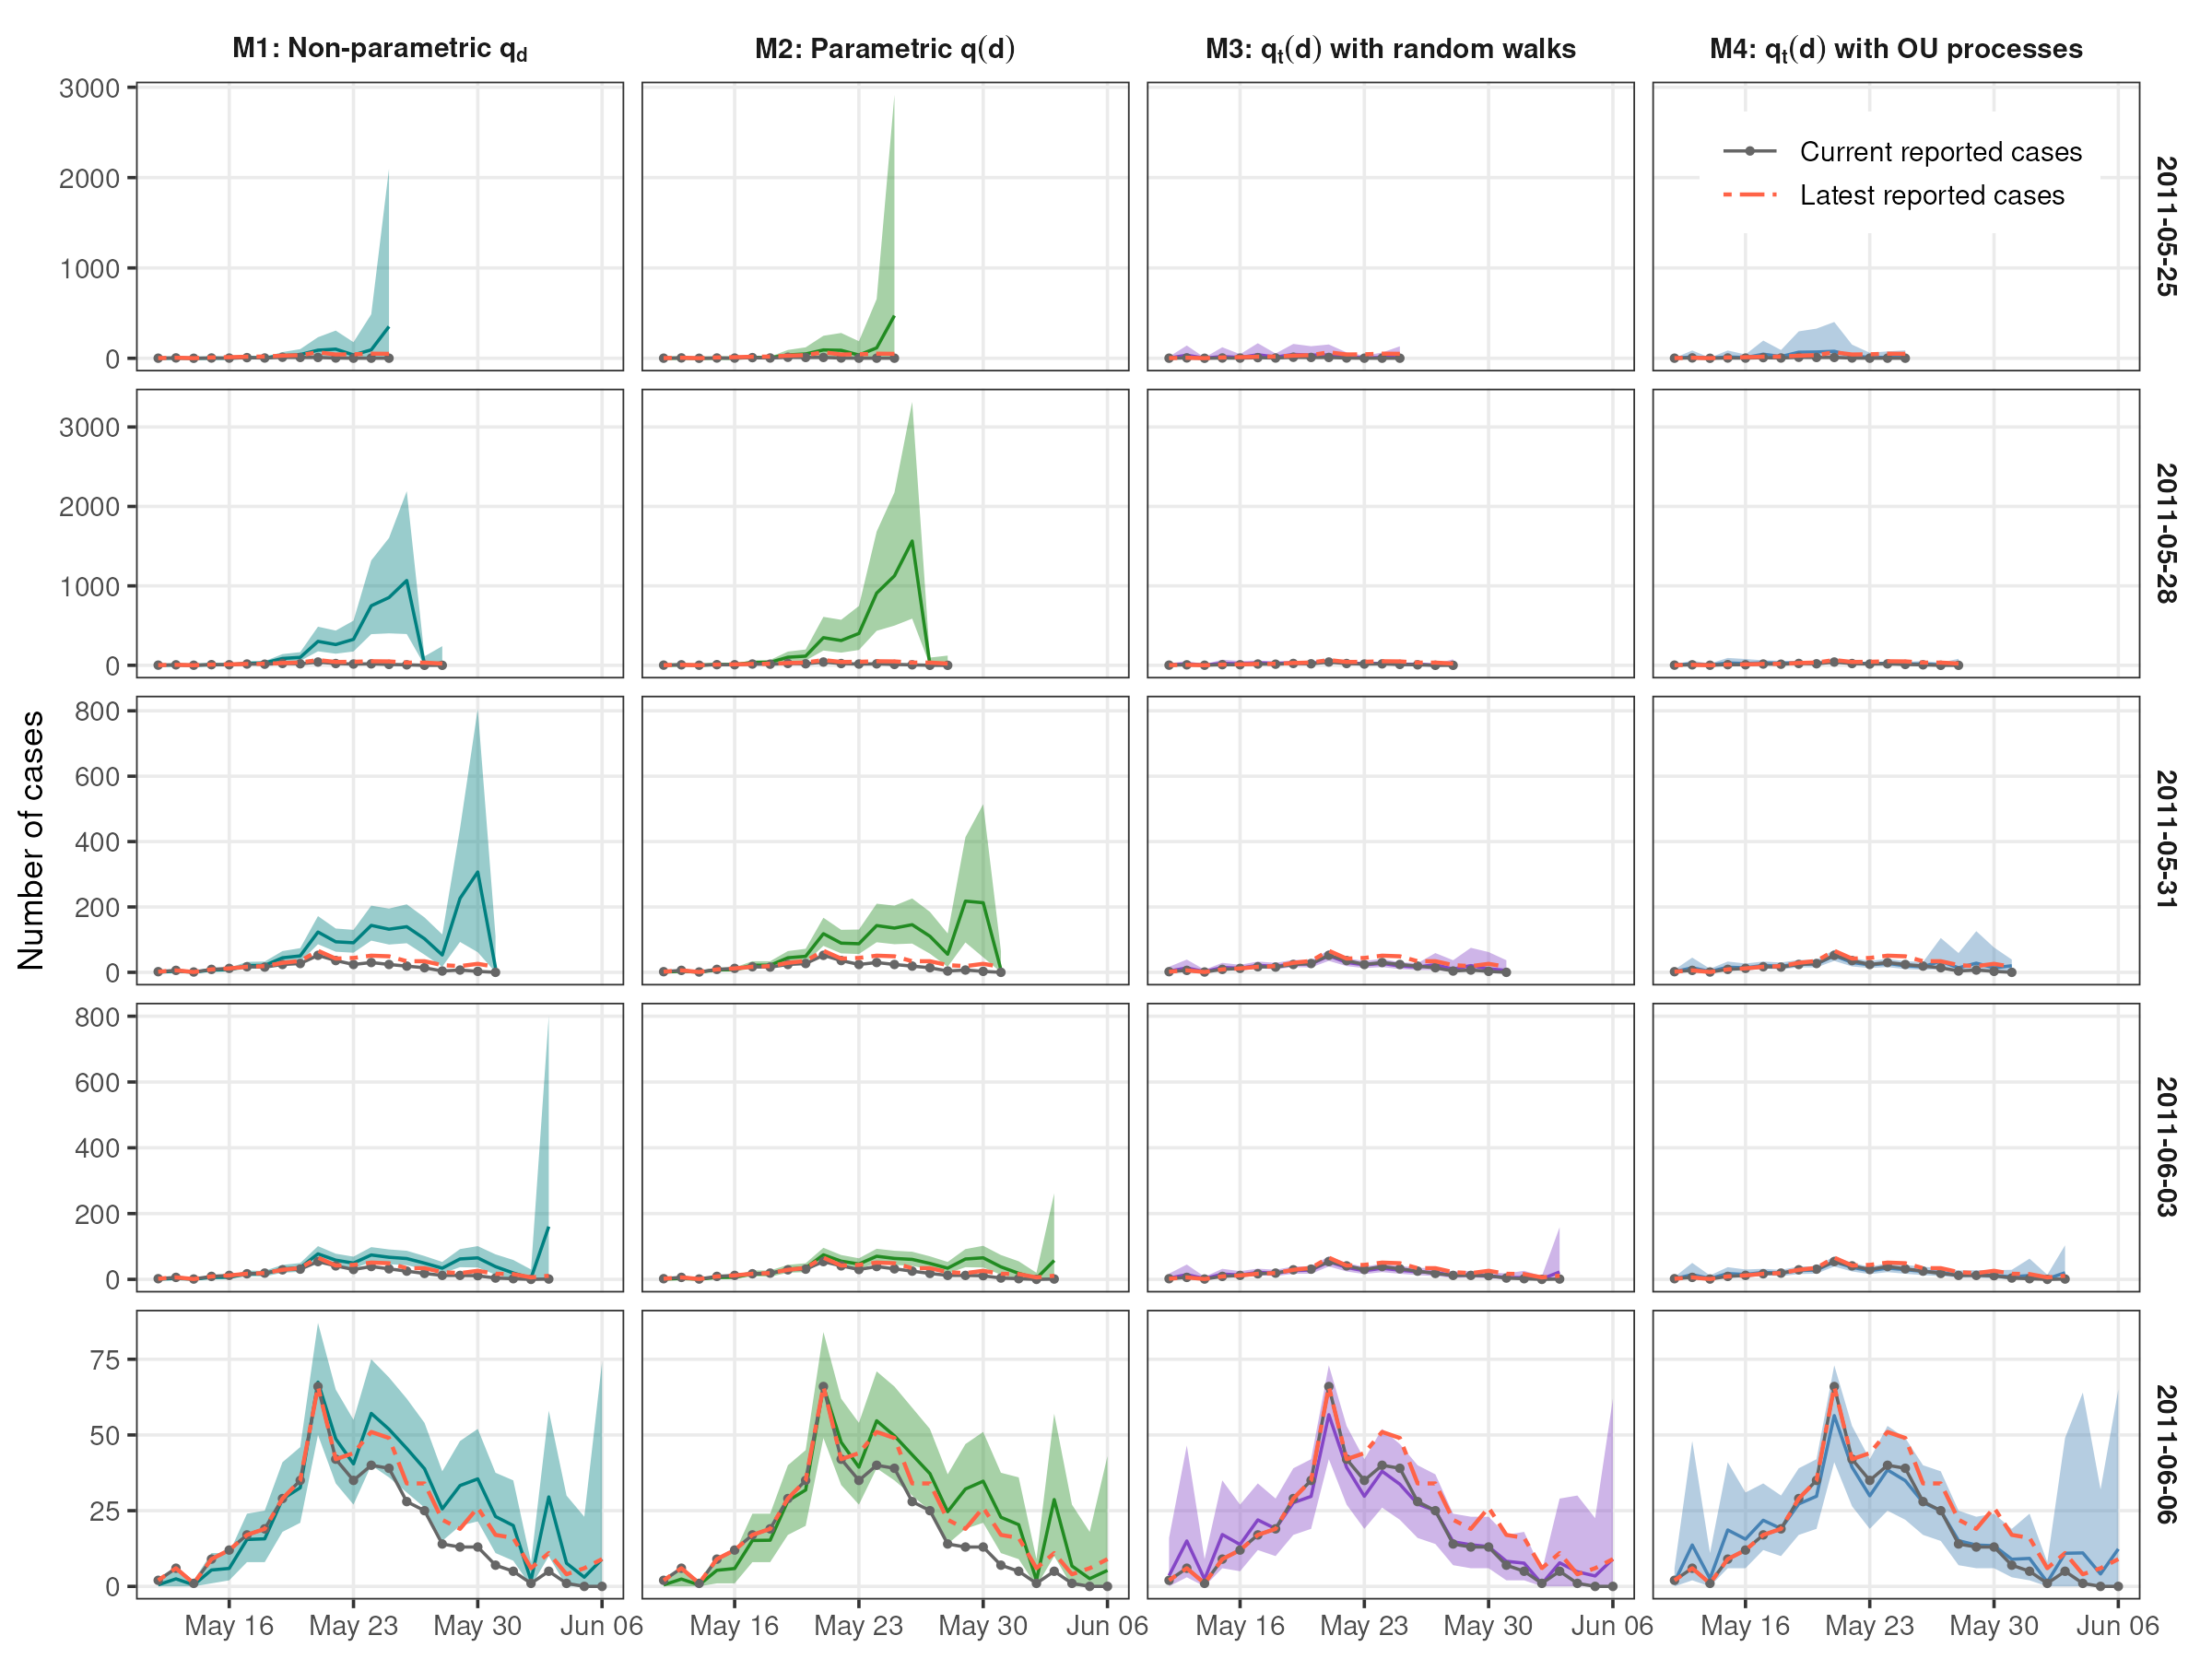 M1: Non-parametric qd
M2: Parametric q(d)
M3: qt(d) with random walks
M4: qt(d) with OU processes
3000
2000
1000
0
Current reported cases
Latest reported cases
2011-05-25
3000
2000
1000
0
2011-05-28
Number of cases
800
600
400
200
0
2011-05-31
800
600
400
200
0
2011-06-03
75
50
25
0
2011-06-06
May 16 May 23 May 30 Jun 06
May 16 May 23 May 30 Jun 06
May 16 May 23 May 30 Jun 06
May 16 May 23 May 30 Jun 06